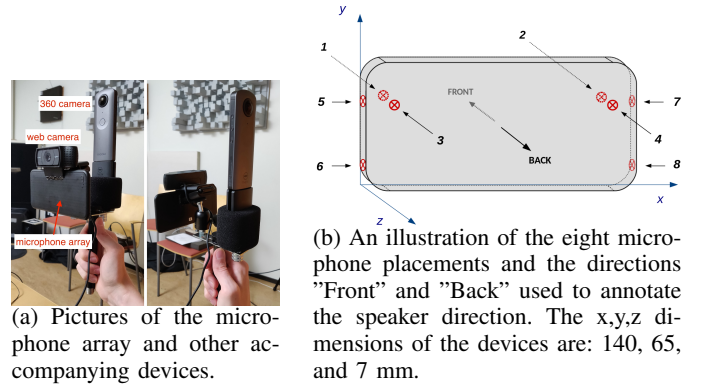 360 camera
web camera
microphone array
(a) Pictures of the micro-
phone array and other ac-
companying devices.
y
1
2
FRONT
5
7
3
4
BACK
6
8
x
z
(b) An illustration of the eight micro-
phone placements and the directions
”Front” and ”Back” used to annotate
the speaker direction. The x,y,z di-
mensions of the devices are: 140, 65,
and 7 mm.